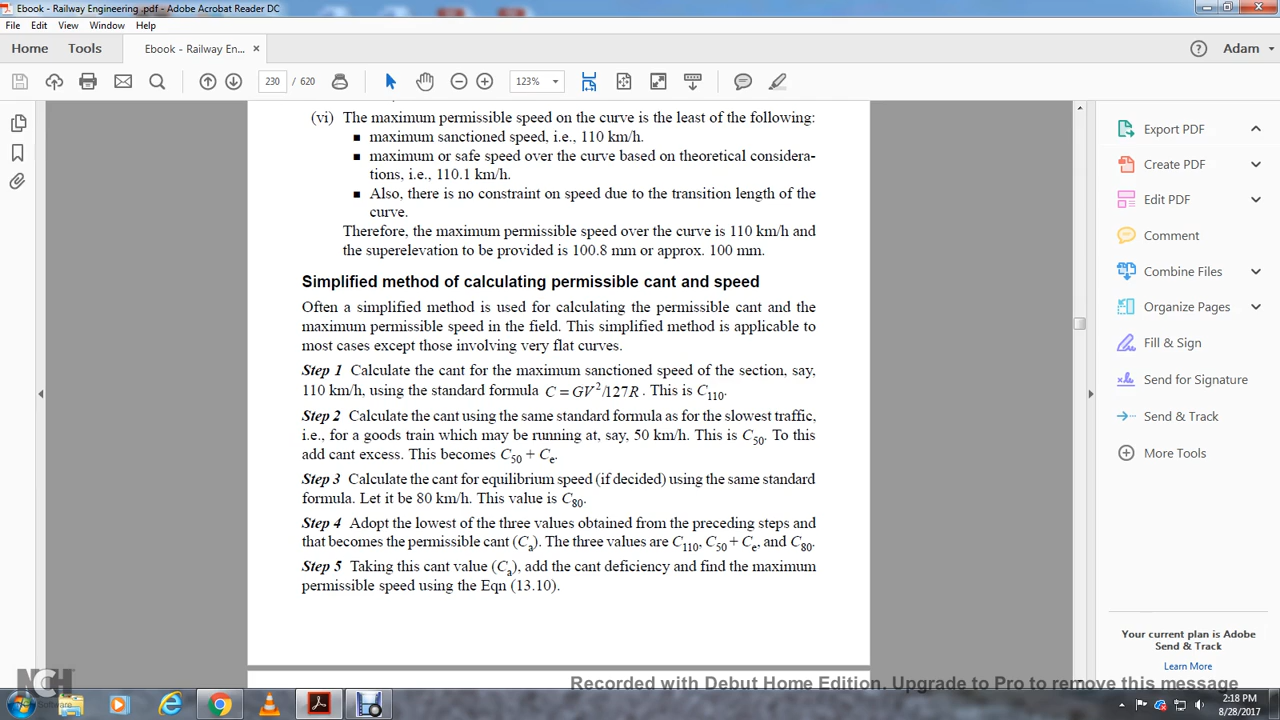 Ebook - Railway Engineering .pdf - Adobe Acrobat Reader DC
File Edit View Window Help
Home Tools Ebook - Railway En... × Adam
230 / 620 123%
(vi) The maximum permissible speed on the curve is the least of the following:
■ maximum sanctioned speed, i.e., 110 km/h.
■ maximum or safe speed over the curve based on theoretical considera-
tions, i.e., 110.1 km/h.
■ Also, there is no constraint on speed due to the transition length of the
curve.
Therefore, the maximum permissible speed over the curve is 110 km/h and
the superelevation to be provided is 100.8 mm or approx. 100 mm.
Simplified method of calculating permissible cant and speed
Often a simplified method is used for calculating the permissible cant and the
maximum permissible speed in the field. This simplified method is applicable to
most cases except those involving very flat curves.
Step 1 Calculate the cant for the maximum sanctioned speed of the section, say,
110 km/h, using the standard formula C = GV²/127R. This is C110.
Step 2 Calculate the cant using the same standard formula as for the slowest traffic,
i.e., for a goods train which may be running at, say, 50 km/h. This is C50. To this
add cant excess. This becomes C50 + Ce.
Step 3 Calculate the cant for equilibrium speed (if decided) using the same standard
formula. Let it be 80 km/h. This value is C80.
Step 4 Adopt the lowest of the three values obtained from the preceding steps and
that becomes the permissible cant (Ca). The three values are C110, C50 + Ce, and C80.
Step 5 Taking this cant value (Ca), add the cant deficiency and find the maximum
permissible speed using the Eqn (13.10).
Export PDF
Create PDF
Edit PDF
Comment
Combine Files
Organize Pages
Fill & Sign
Send for Signature
Send & Track
More Tools
Your current plan is Adobe
Send & Track
Learn More
NCH
Software
Recorded with Debut Home Edition. Upgrade to Pro to remove this message
2:18 PM
8/28/2017